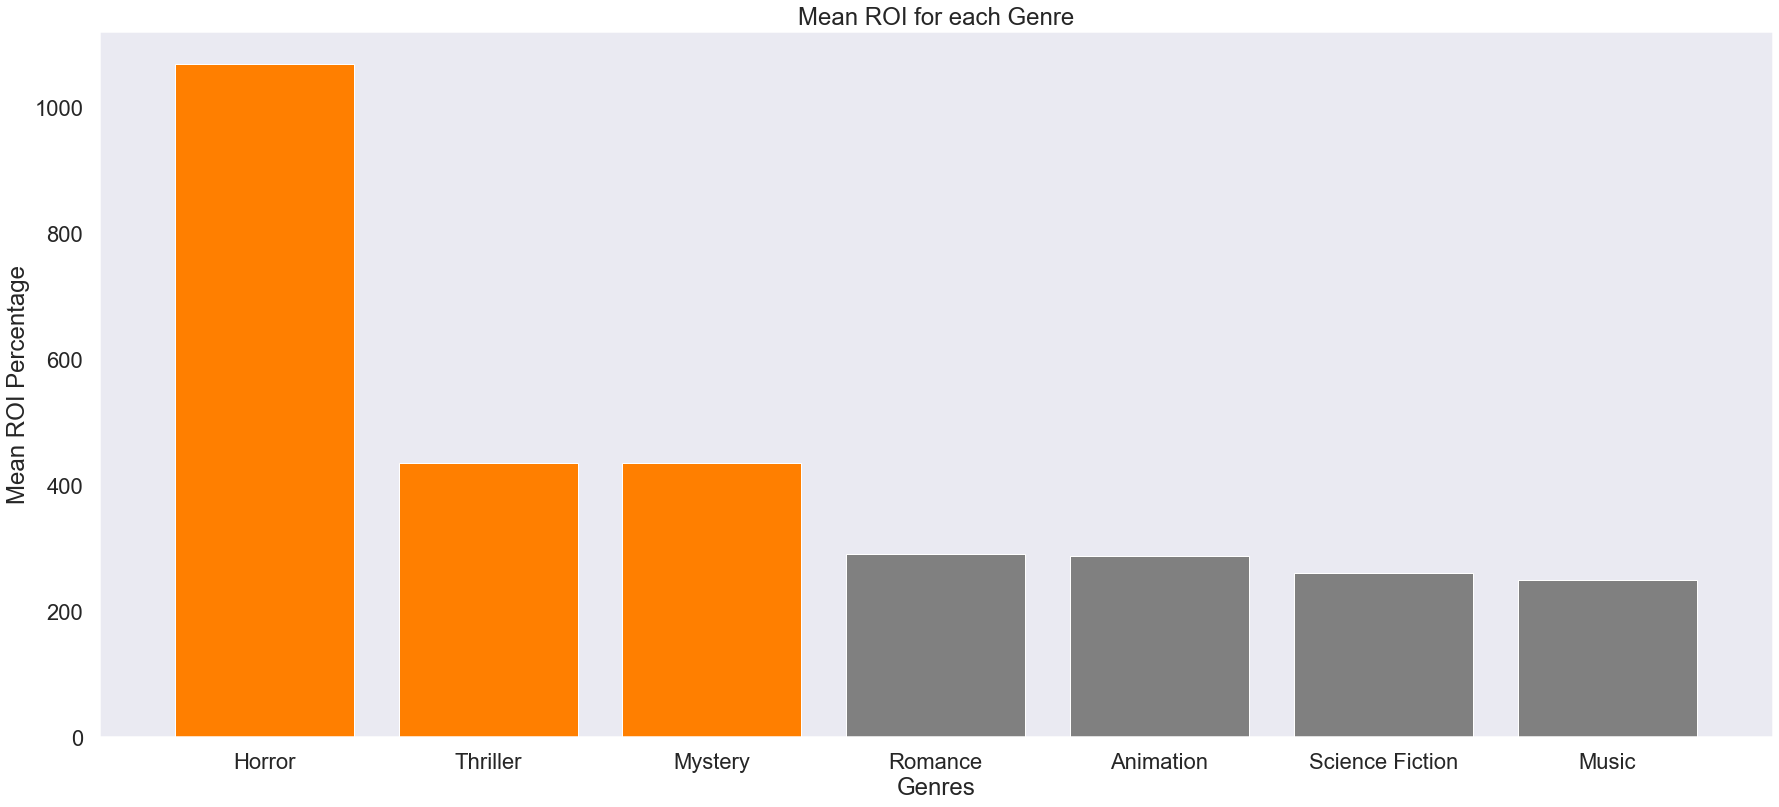 Mean ROI for each Genre
Mean ROI Percentage
1000
800
600
400
200
0
Horror
Thriller
Mystery
Romance
Animation
Science Fiction
Music
Genres